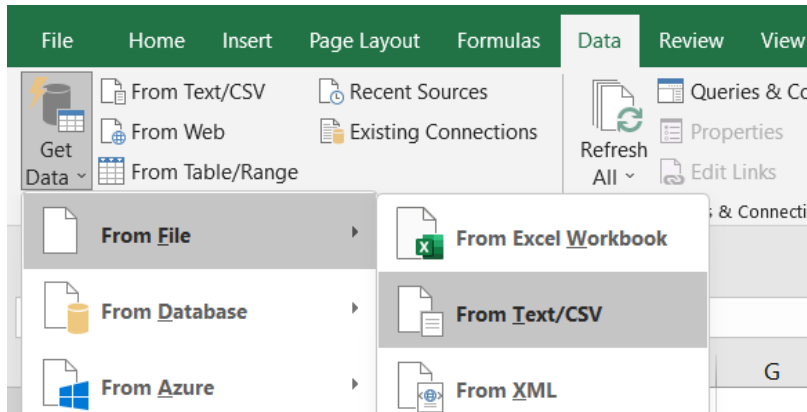 File Home Insert Page Layout Formulas Data Review View
From Text/CSV Recent Sources Queries &
From Web Existing Connections Properties
Get Data From Table/Range Refresh All Edit Links
& Connecti
From File From Excel Workbook
From Database From Text/CSV
G
From Azure From XML